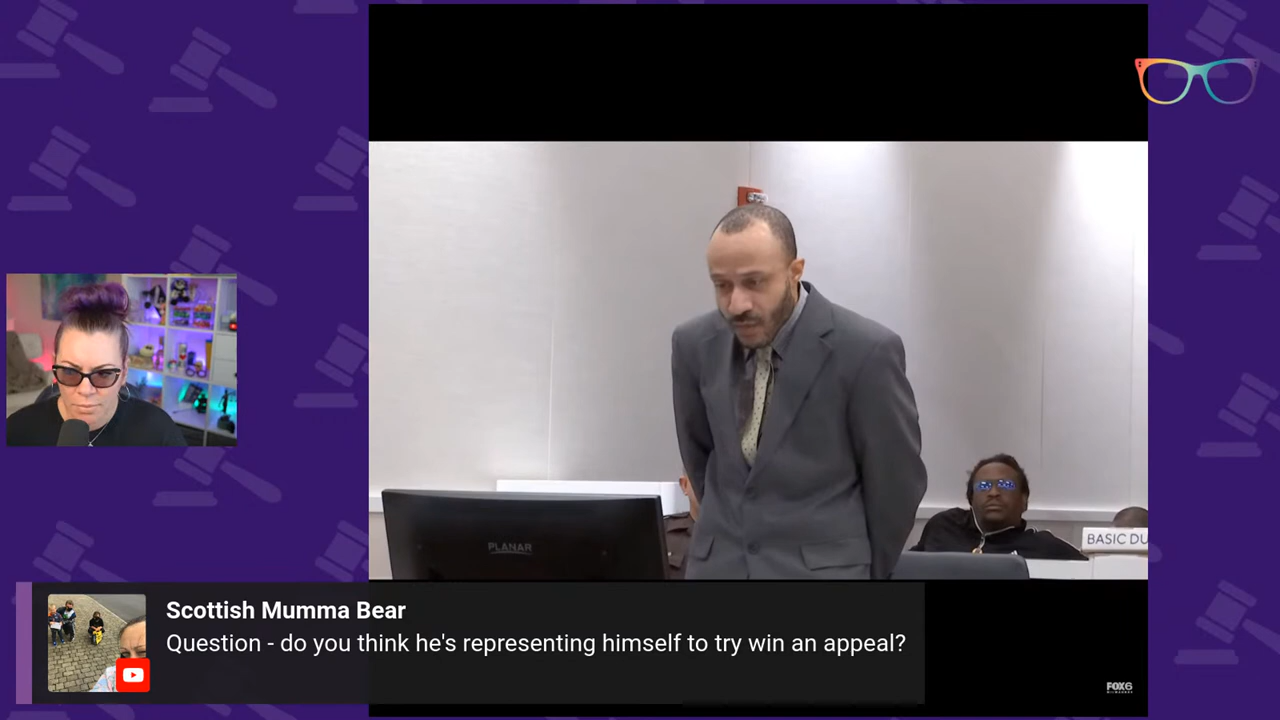 PLANAR
BASIC DU
Scottish Mumma Bear
Question - do you think he's representing himself to try win an appeal?
FOX6
MILWAUKEE